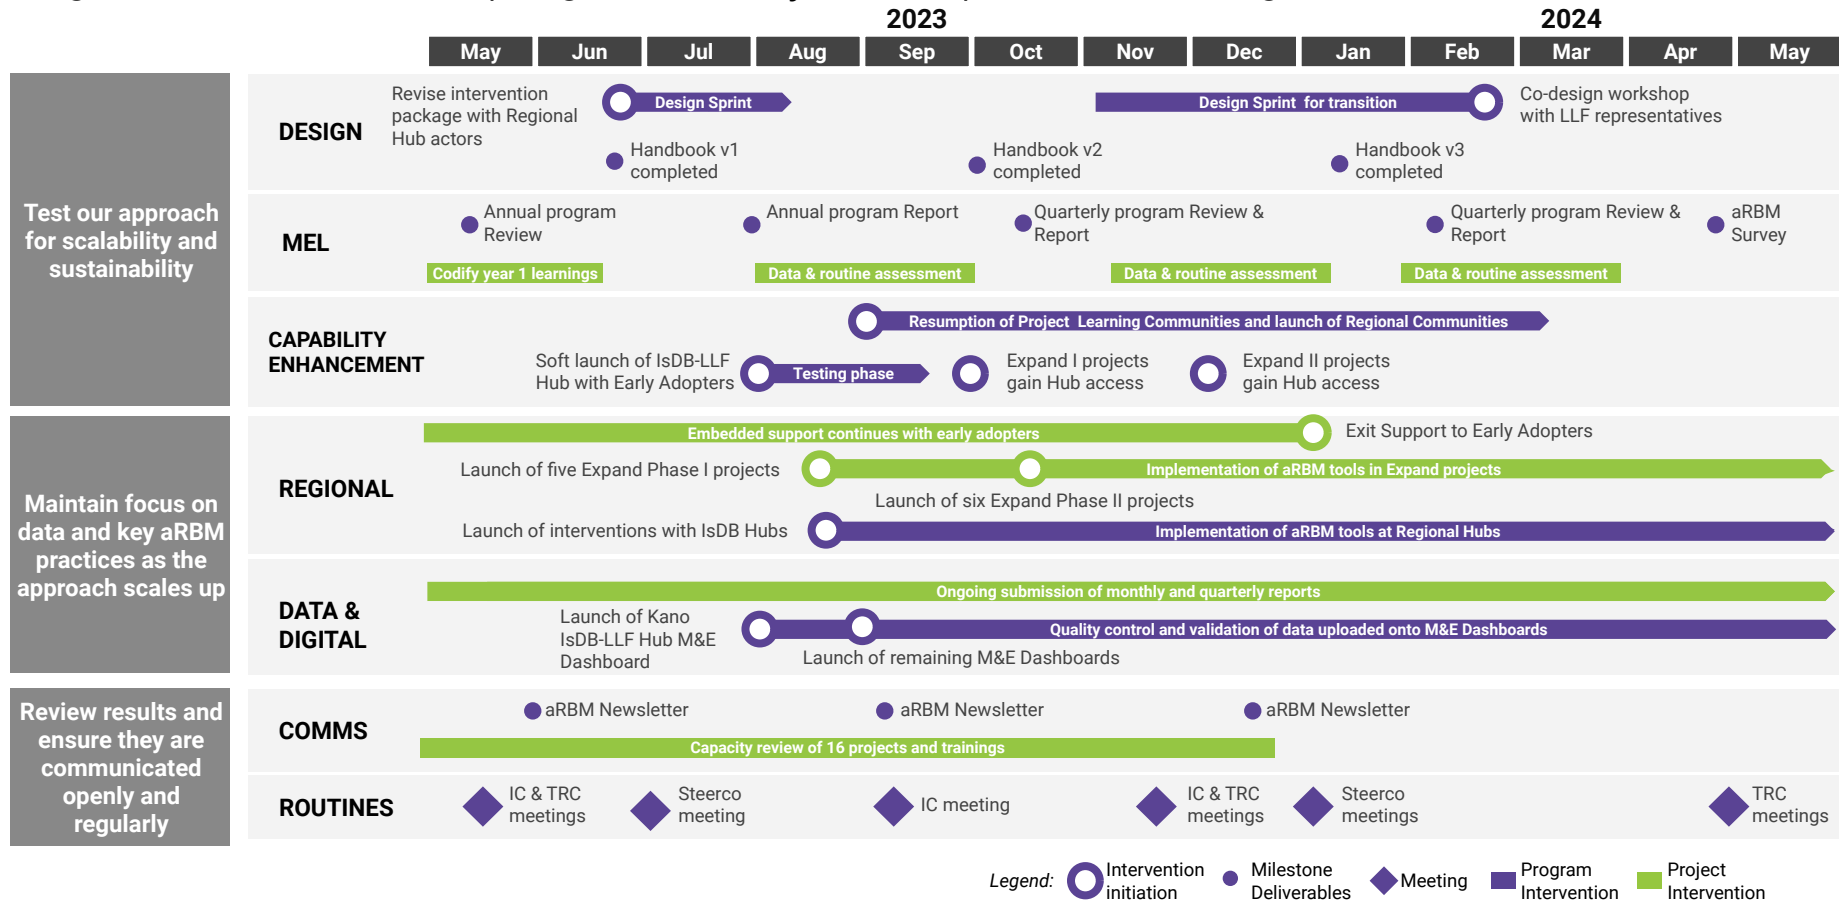 2023
2024
May
Jun
Jul
Aug
Sep
Oct
Nov
Dec
Jan
Feb
Mar
Apr
May
Test our approach
for scalability and
sustainability
DESIGN
Revise intervention
package with Regional
Hub actors
Design Sprint
Design Sprint for transition
Co-design workshop
with LLF representatives
Handbook v1
completed
Handbook v2
completed
Handbook v3
completed
MEL
Annual program
Review
Annual program Report
Quarterly program Review &
Report
Quarterly program Review &
Report
aRBM
Survey
Codify year 1 learnings
Data & routine assessment
Data & routine assessment
Data & routine assessment
CAPABILITY
ENHANCEMENT
Resumption of Project Learning Communities and launch of Regional Communities
Soft launch of IsDB-LLF
Hub with Early Adopters
Testing phase
Expand I projects
gain Hub access
Expand II projects
gain Hub access
Maintain focus on
data and key aRBM
practices as the
approach scales up
REGIONAL
Embedded support continues with early adopters
Exit Support to Early Adopters
Launch of five Expand Phase I projects
Implementation of aRBM tools in Expand projects
Launch of six Expand Phase II projects
Launch of interventions with IsDB Hubs
Implementation of aRBM tools at Regional Hubs
DATA &
DIGITAL
Ongoing submission of monthly and quarterly reports
Launch of Kano
IsDB-LLF Hub M&E
Dashboard
Quality control and validation of data uploaded onto M&E Dashboards
Launch of remaining M&E Dashboards
Review results and
ensure they are
communicated
openly and
regularly
COMMS
aRBM Newsletter
aRBM Newsletter
aRBM Newsletter
Capacity review of 16 projects and trainings
ROUTINES
IC & TRC
meetings
Steerco
meeting
IC meeting
IC & TRC
meetings
Steerco
meetings
TRC
meetings
Legend:
Intervention
initiation
Milestone
Deliverables
Meeting
Program
Intervention
Project
Intervention